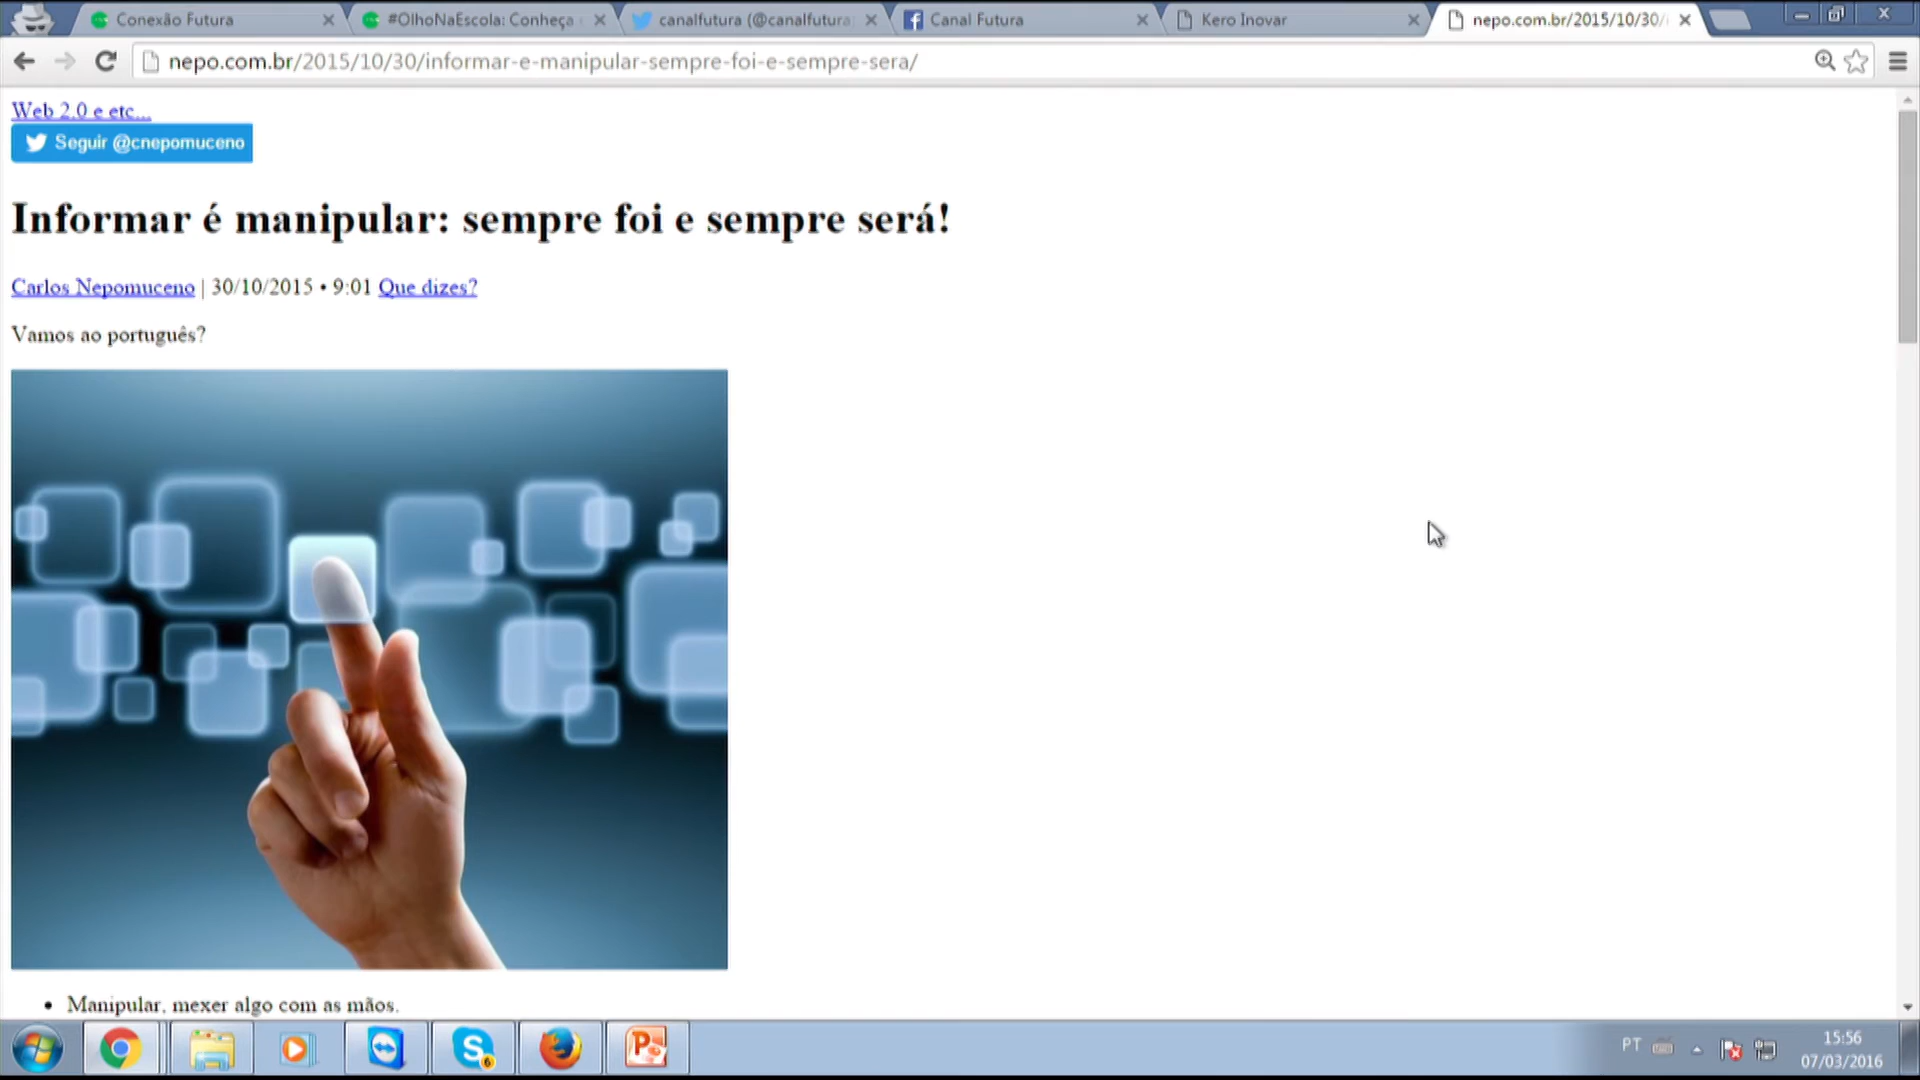 Conexão Futura
#OlhoNaEscola: Conheça
canalfutura (@canalfutura
Canal Futura
Kero Inovar
nepo.com.br/2015/10/30/
nepo.com.br/2015/10/30/informar-e-manipular-sempre-foi-e-sempre-sera/
Web 2.0 e etc...
Seguir @cnepomuceno
Informar é manipular: sempre foi e sempre será!
Carlos Nepomuceno | 30/10/2015 • 9:01 Que dizes?
Vamos ao português?
• Manipular, mexer algo com as mãos.
PT
15:56
07/03/2016